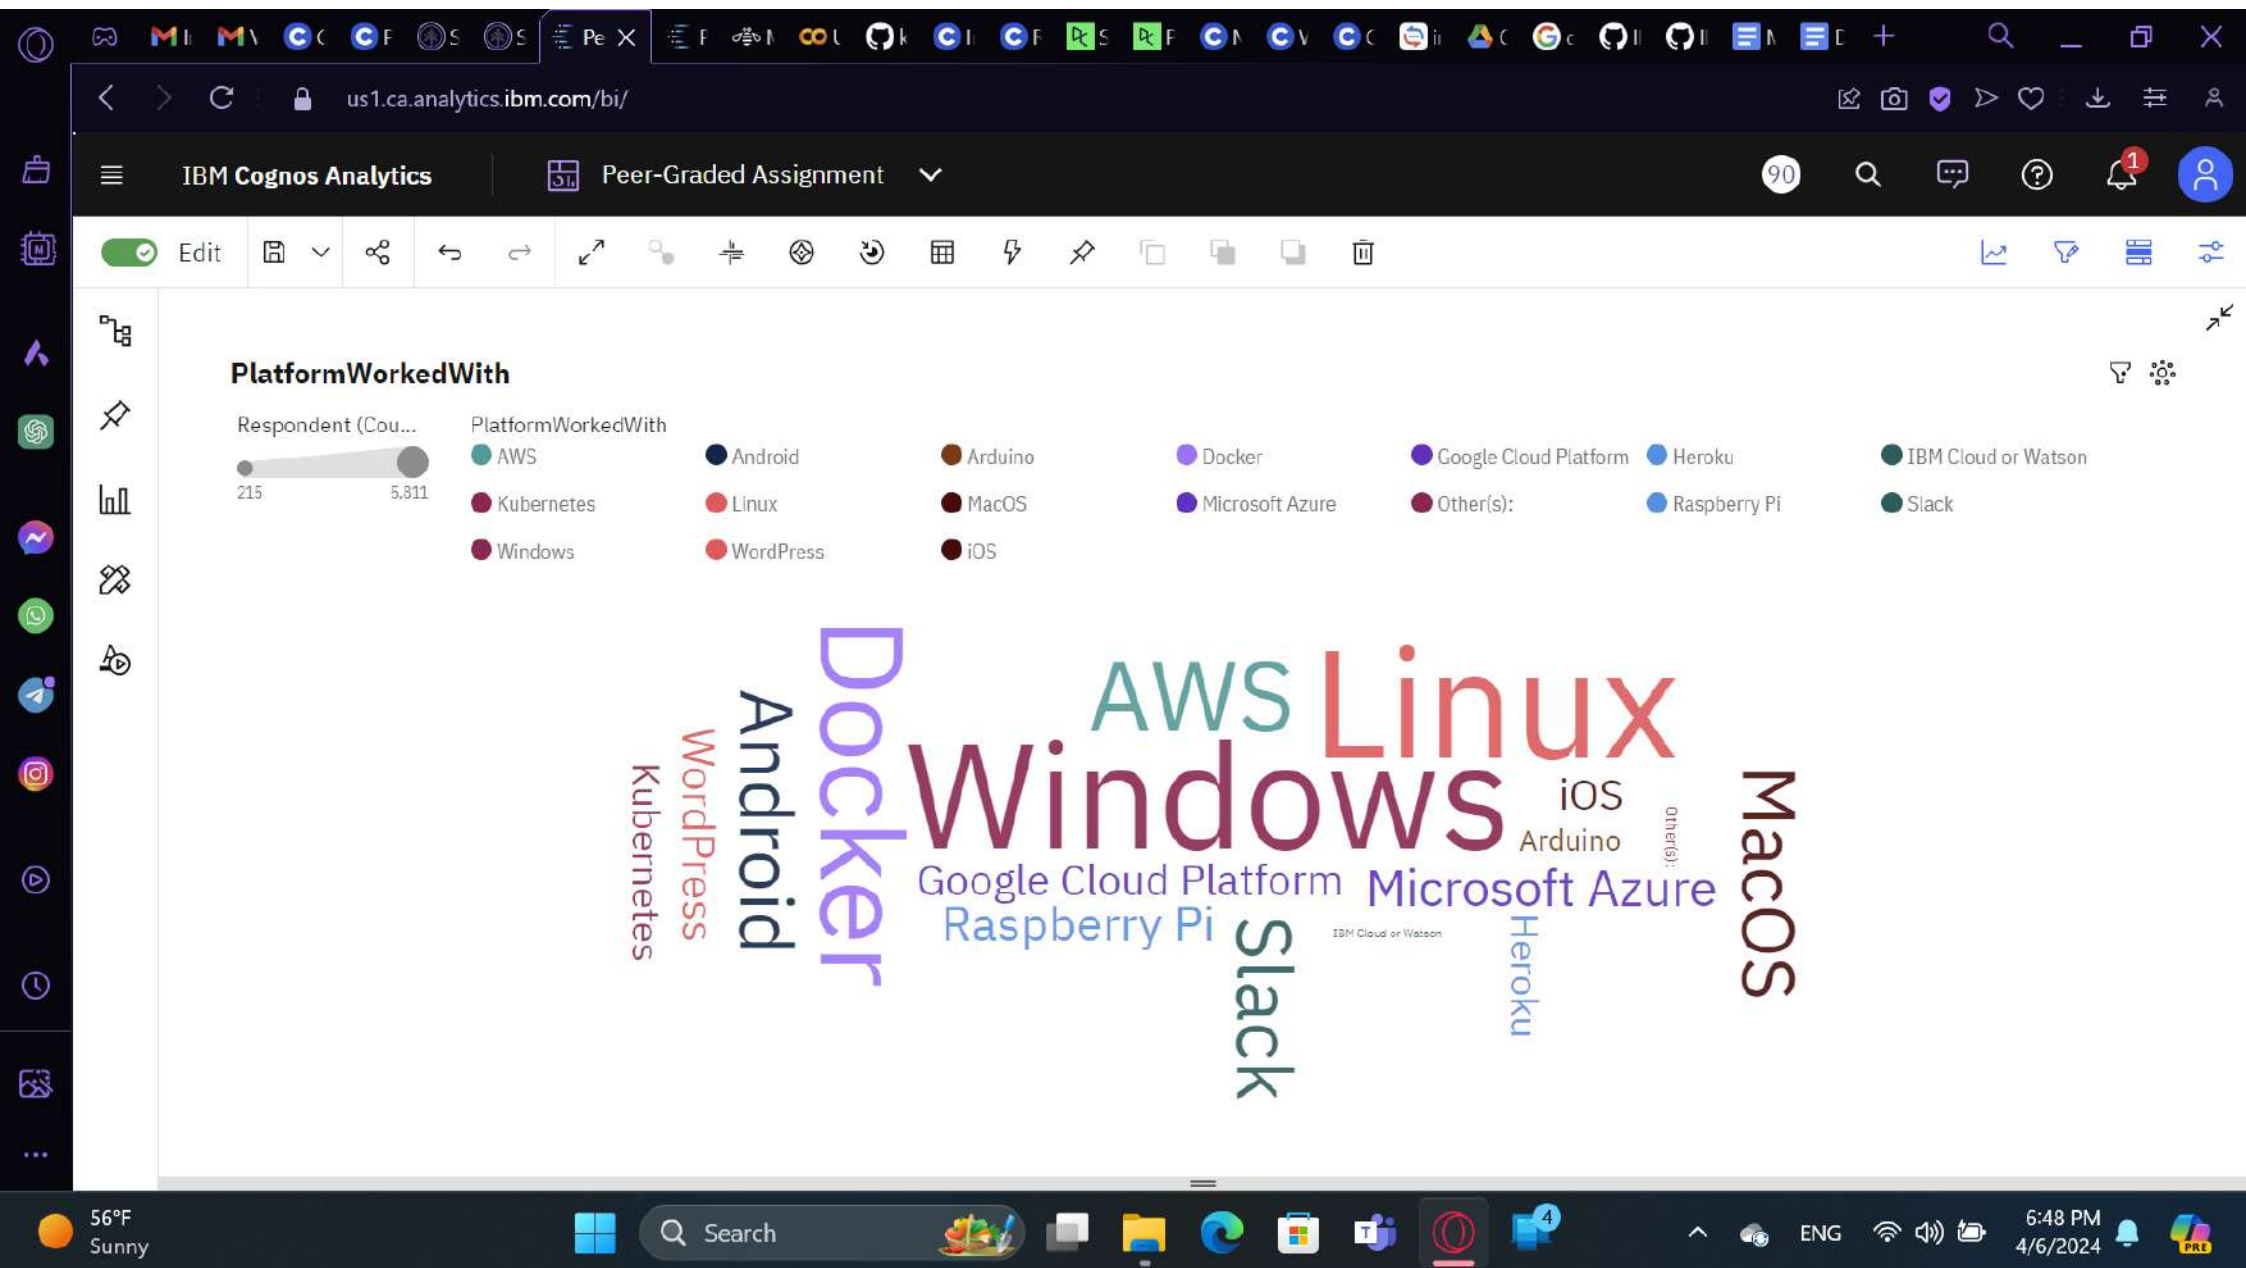 Pe
us1.ca.analytics.ibm.com/bi/
IBM Cognos Analytics
Peer-Graded Assignment
90
1
Edit
PlatformWorkedWith
Respondent (Cou...
215
5,811
PlatformWorkedWith
AWS
Android
Arduino
Docker
Google Cloud Platform
Heroku
IBM Cloud or Watson
Kubernetes
Linux
MacOS
Microsoft Azure
Other(s):
Raspberry Pi
Slack
Windows
WordPress
iOS
Kubernetes
WordPress
Android
Docker
AWS
Linux
Windows
iOS
Arduino
Other(s):
MacOS
Google Cloud Platform
Microsoft Azure
Raspberry Pi
Slack
IBM Cloud or Watson
Heroku
56°F
Sunny
Search
4
ENG
6:48 PM
4/6/2024
PRE